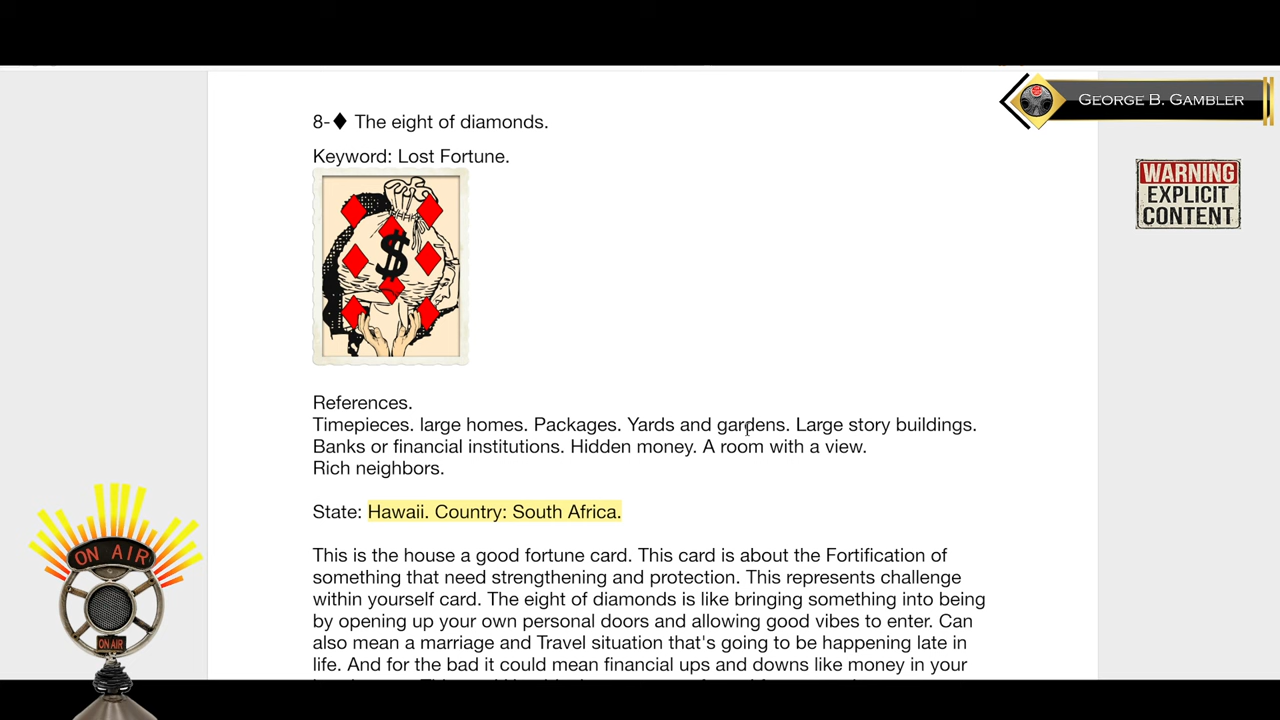 GEORGE B. GAMBLER
8-♦ The eight of diamonds.
Keyword: Lost Fortune.
WARNING
EXPLICIT
CONTENT
$
References.
Timepieces. large homes. Packages. Yards and gardens. Large story buildings.
Banks or financial institutions. Hidden money. A room with a view.
Rich neighbors.
State: Hawaii. Country: South Africa.
ON AIR
ON AIR
This is the house a good fortune card. This card is about the Fortification of
something that need strengthening and protection. This represents challenge
within yourself card. The eight of diamonds is like bringing something into being
by opening up your own personal doors and allowing good vibes to enter. Can
also mean a marriage and Travel situation that's going to be happening late in
life. And for the bad it could mean financial ups and downs like money in your